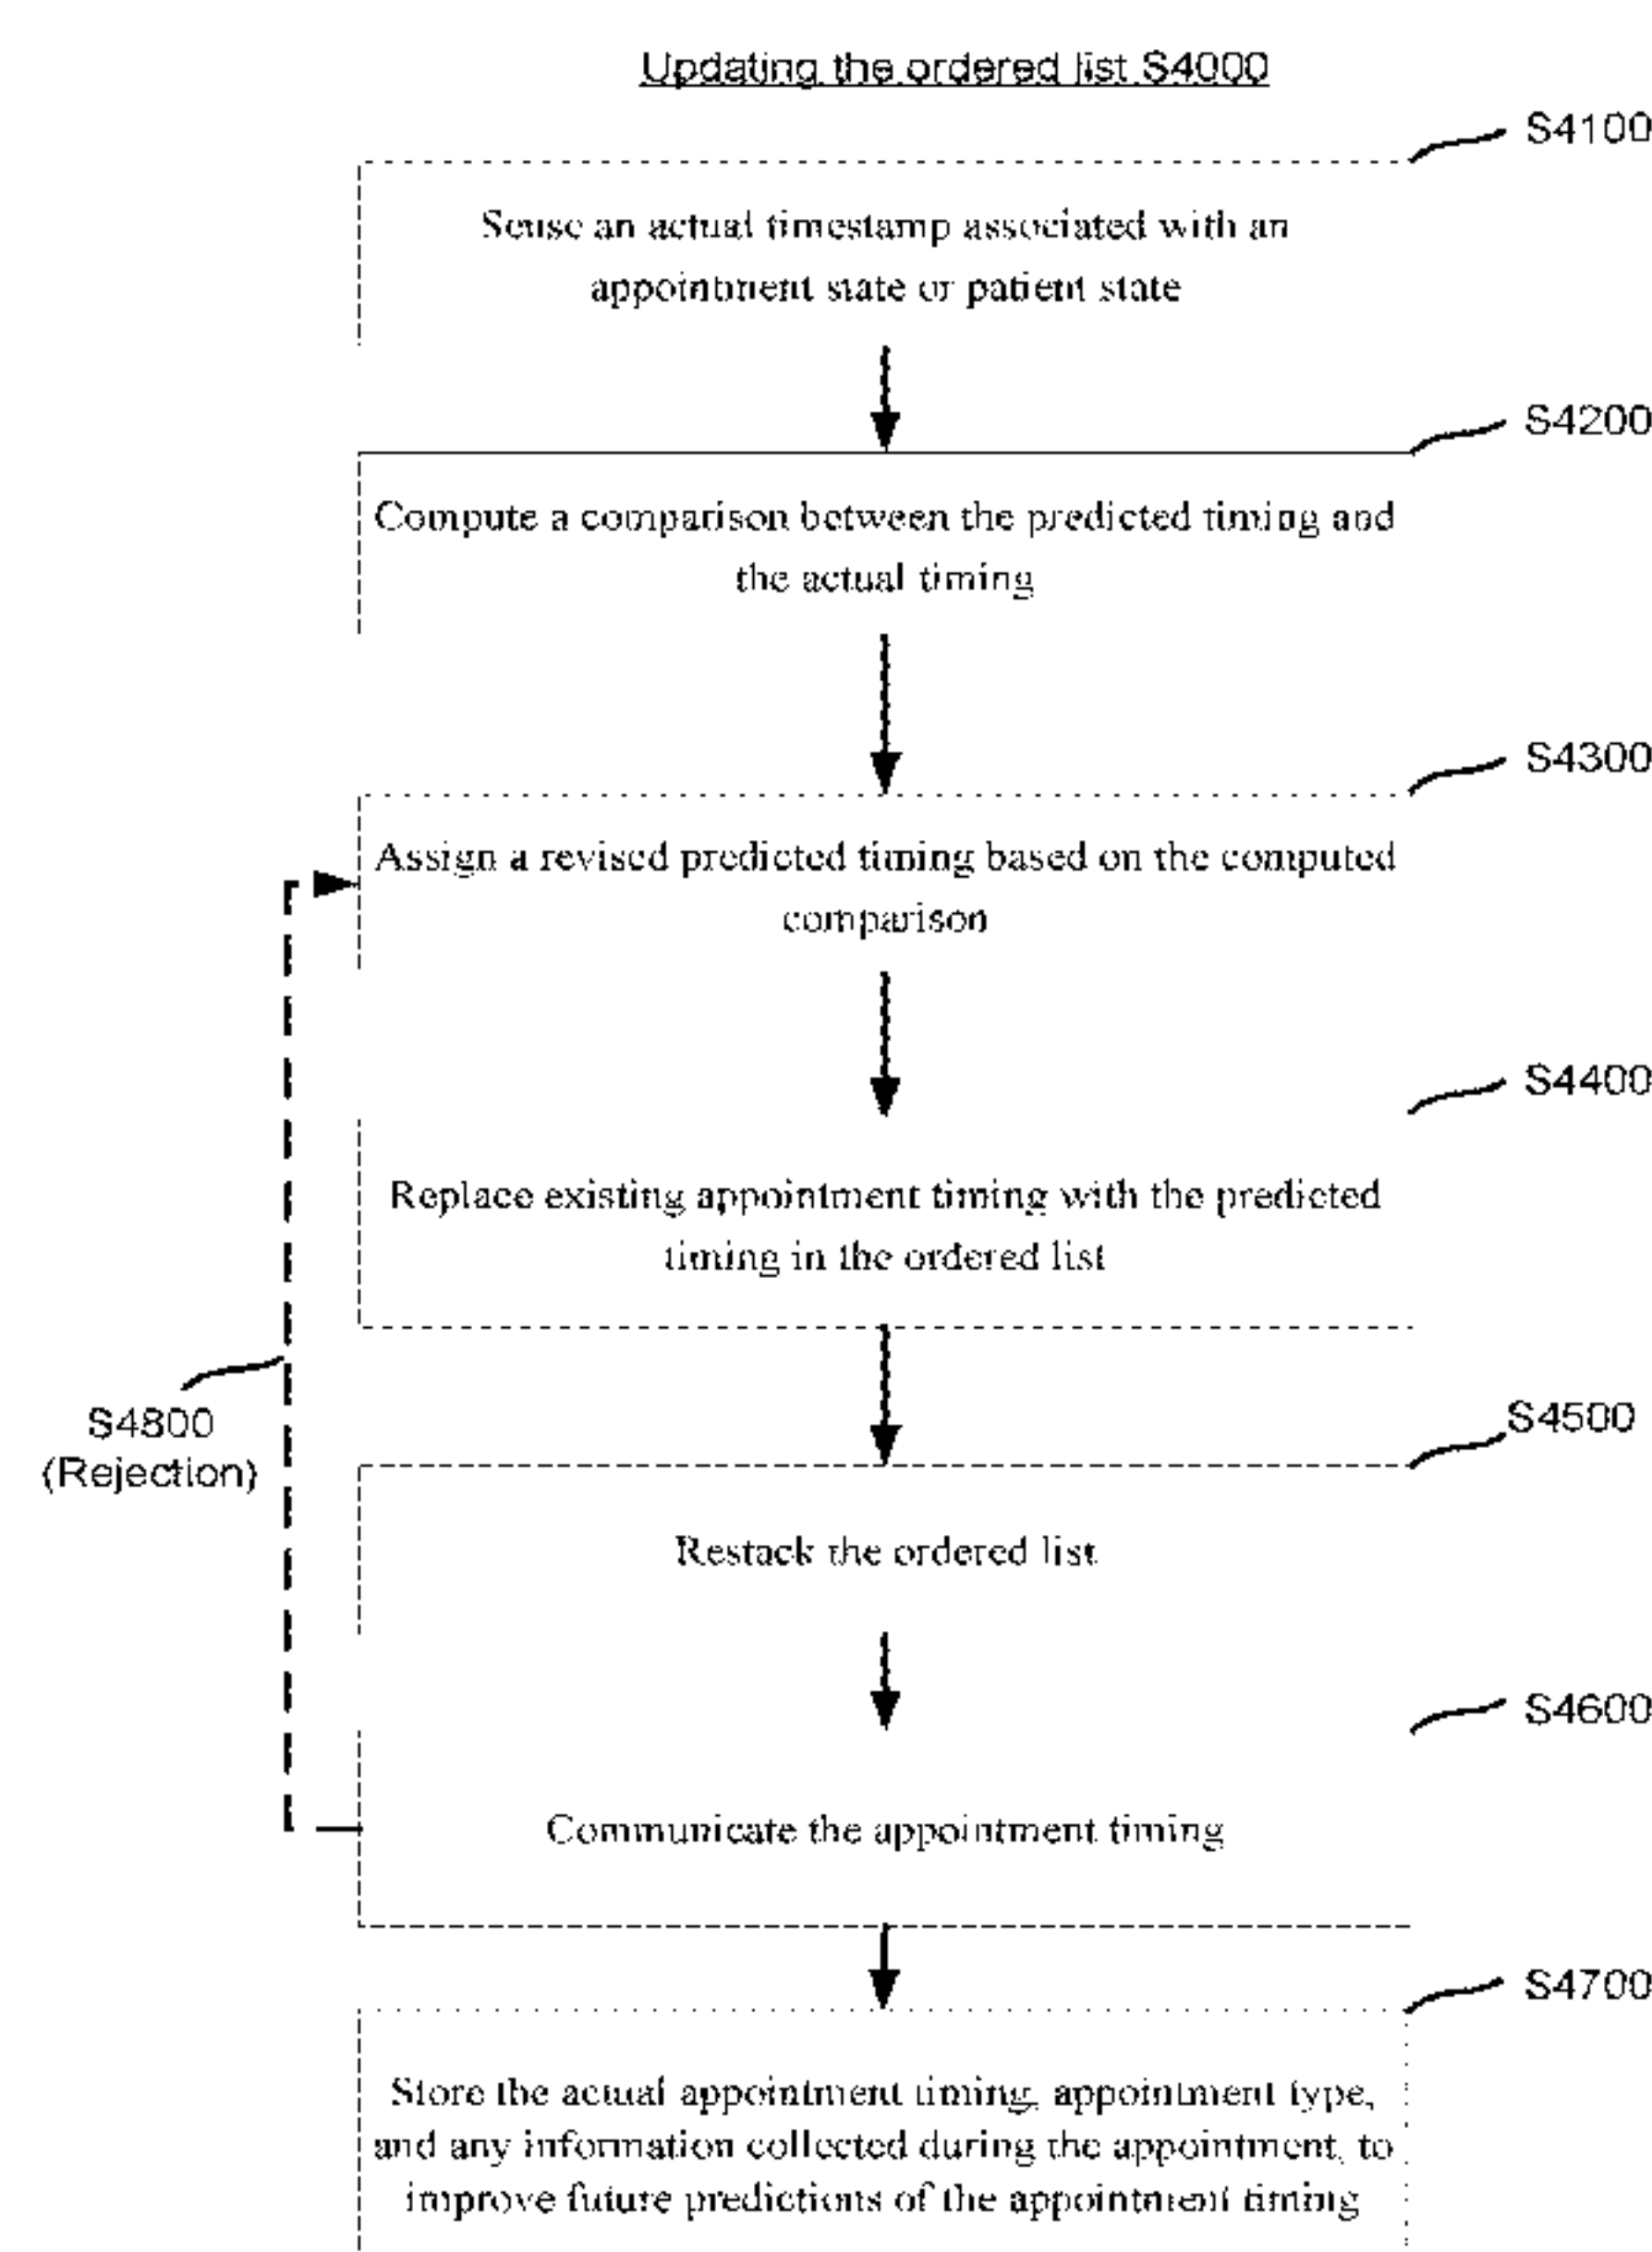 Updating the ordered list S4000
S4100
Sense an actual timestamp associated with an
appointment state or patient state
S4200
Compute a comparison between the predicted timing and
the actual timing
S4300
Assign a revised predicted timing based on the computed
comparison
S4400
Replace existing appointment timing with the predicted
timing in the ordered list
S4800
(Rejection)
S4500
Restack the ordered list
S4600
Communicate the appointment timing
S4700
Store the actual appointment timing, appointment type,
and any information collected during the appointment, to
improve future predictions of the appointment timing